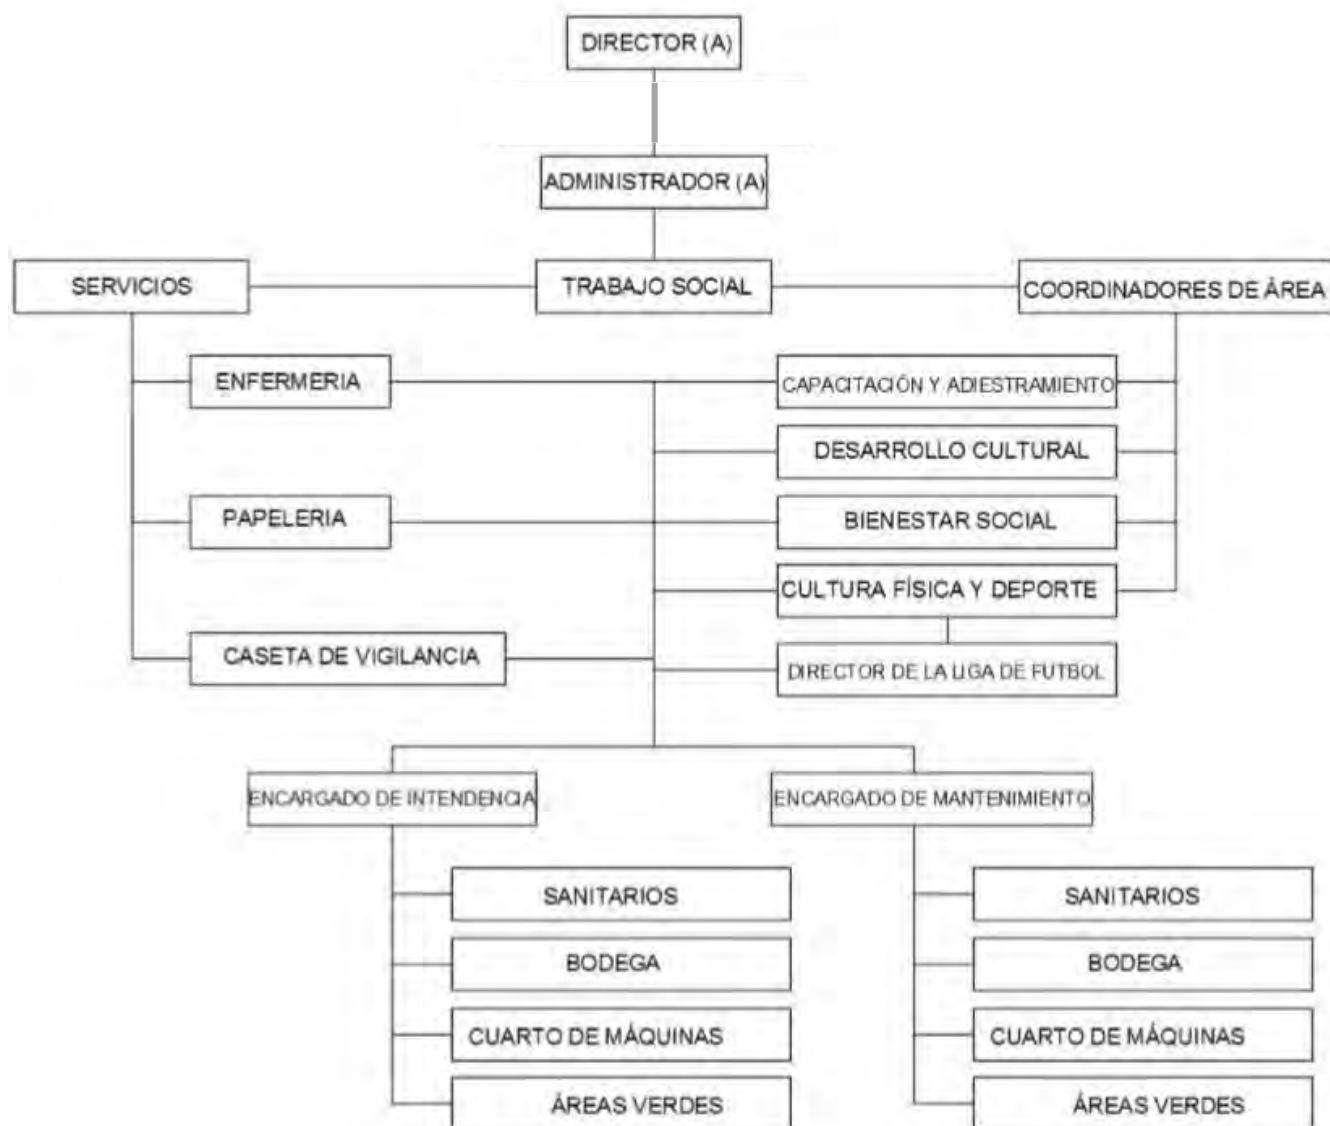 DIRECTOR (A)
ADMINISTRADOR (A)
SERVICIOS
TRABAJO SOCIAL
COORDINADORES DE ÁREA
ENFERMERIA
CAPACITACIÓN Y ADIESTRAMIENTO
DESARROLLO CULTURAL
PAPELERIA
BIENESTAR SOCIAL
CULTURA FÍSICA Y DEPORTE
CASETA DE VIGILANCIA
DIRECTOR DE LA LIGA DE FUTBOL
ENCARGADO DE INTENDENCIA
ENCARGADO DE MANTENIMIENTO
SANITARIOS
SANITARIOS
BODEGA
BODEGA
CUARTO DE MÁQUINAS
CUARTO DE MÁQUINAS
ÁREAS VERDES
ÁREAS VERDES